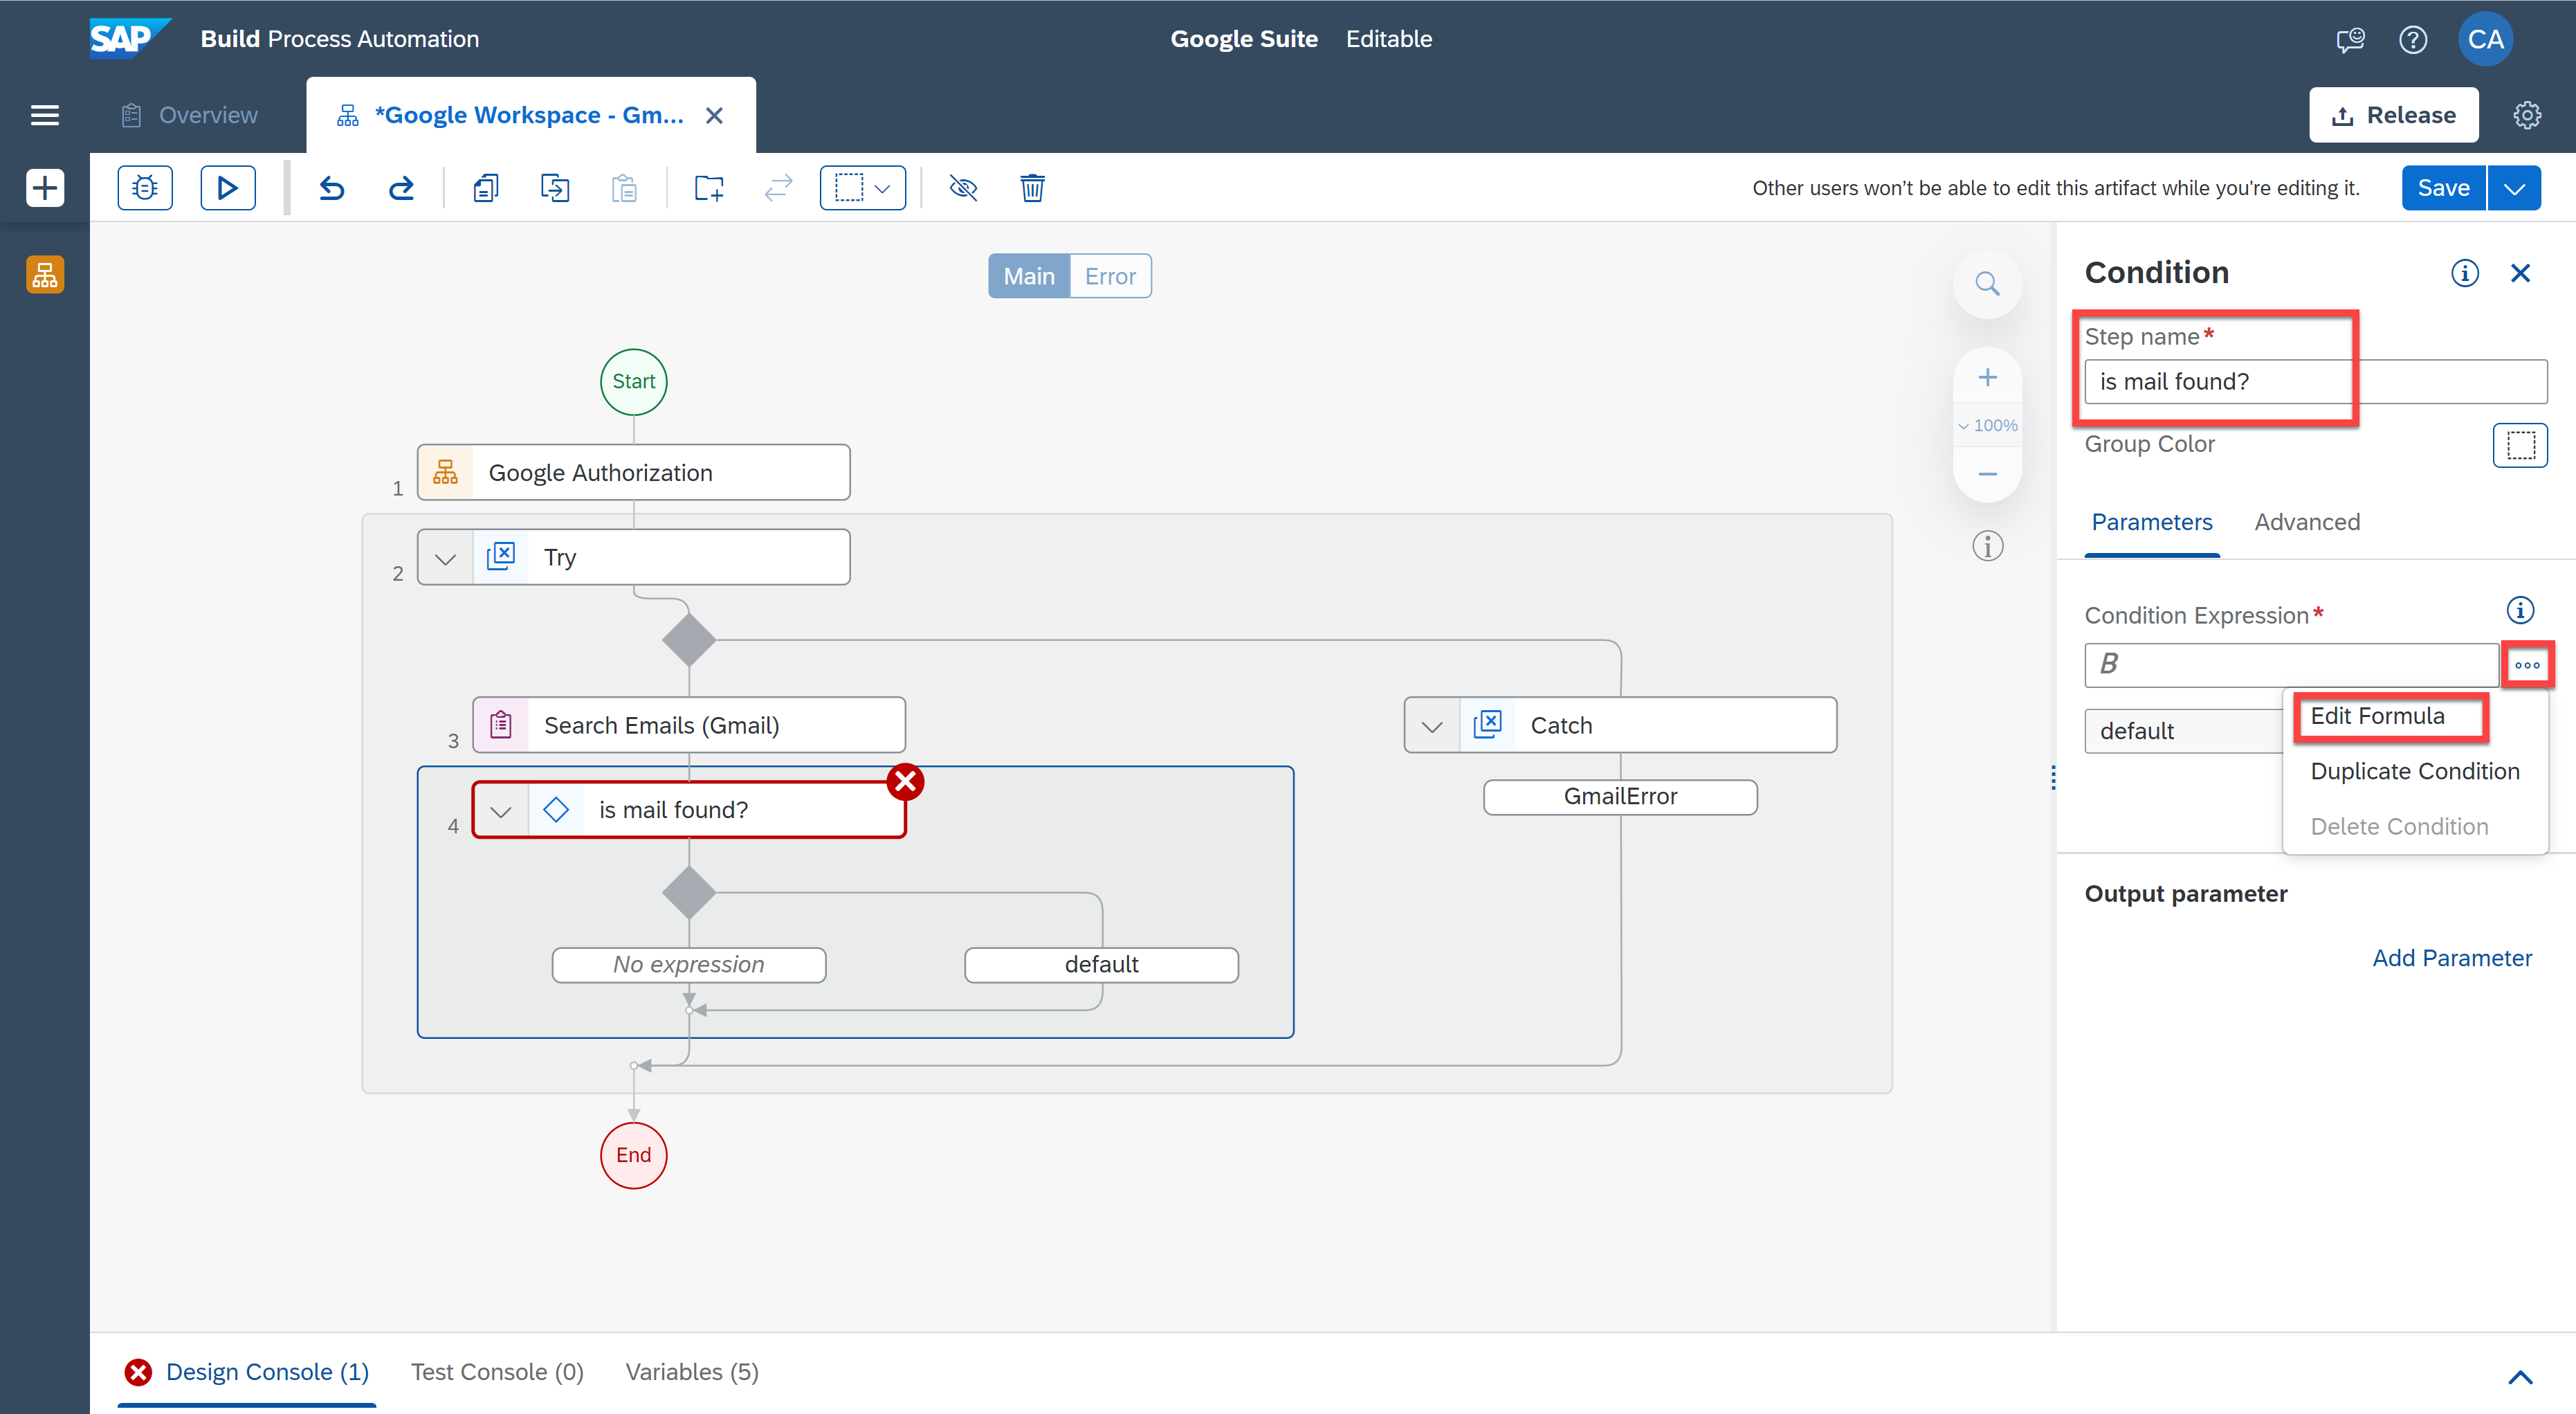 SAP Build Process Automation
Google Suite Editable
CA
Overview
*Google Workspace - Gm...
Release
Other users won't be able to edit this artifact while you're editing it.
Save
Main
Error
Start
1
Google Authorization
2
Try
3
Search Emails (Gmail)
Catch
GmailError
4
is mail found?
No expression
default
End
100%
Condition
Step name*
is mail found?
Group Color
Parameters
Advanced
Condition Expression*
B
default
Edit Formula
Duplicate Condition
Delete Condition
Output parameter
Add Parameter
Design Console (1)
Test Console (0)
Variables (5)